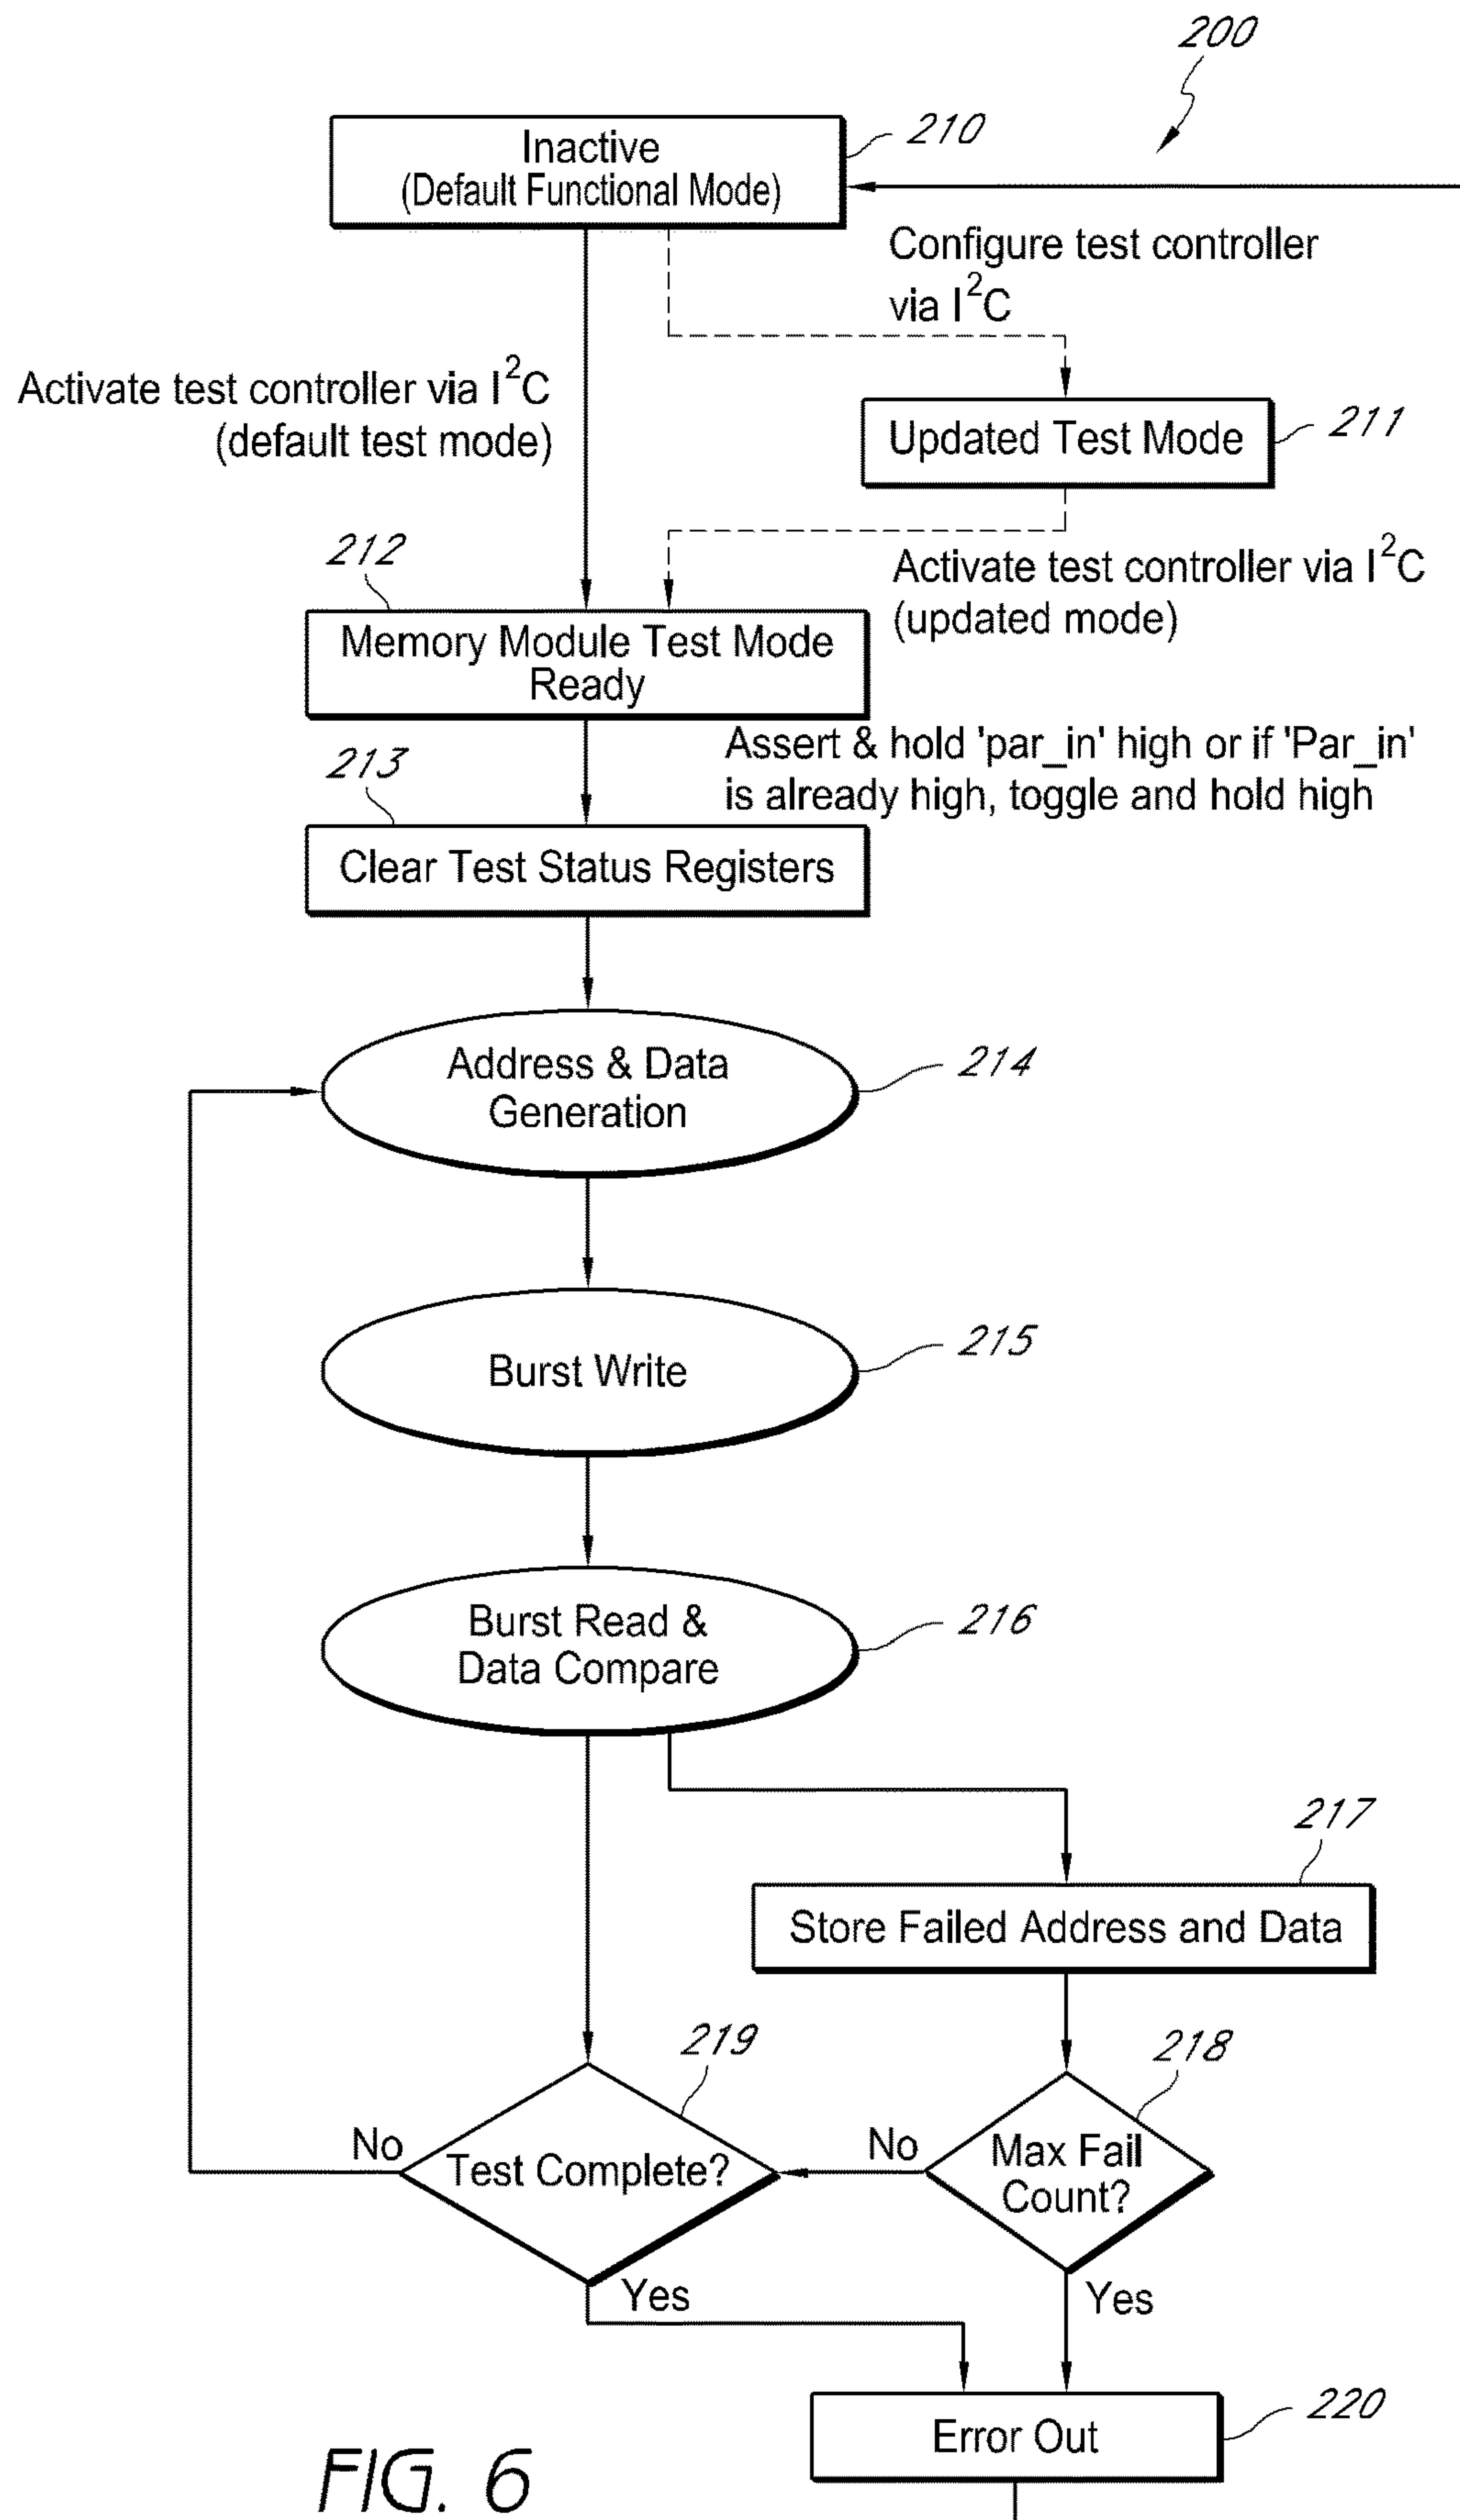 200
Inactive
(Default Functional Mode)
210
Configure test controller
via I²C
Activate test controller via I²C
(default test mode)
Updated Test Mode
211
212
Activate test controller via I²C
(updated mode)
Memory Module Test Mode
Ready
Assert & hold 'par_in' high or if 'Par_in'
is already high, toggle and hold high
213
Clear Test Status Registers
Address & Data
Generation
214
Burst Write
215
Burst Read &
Data Compare
216
217
Store Failed Address and Data
219
218
No
Test Complete?
No
Max Fail
Count?
Yes
Yes
Error Out
220
FIG. 6